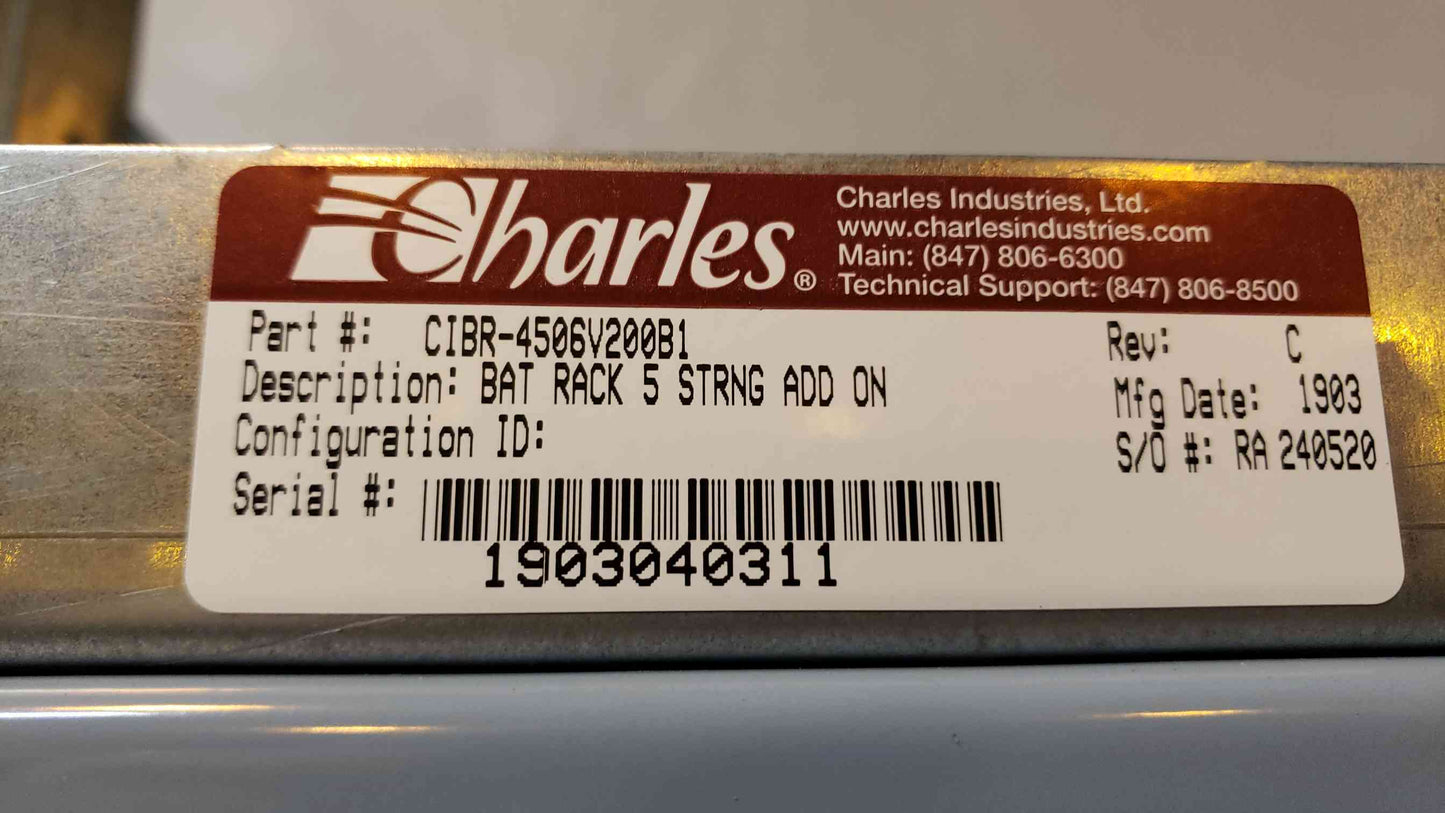 Charles®
Charles Industries, Ltd.
www.charlesindustries.com
Main: (847) 806-6300
Technical Support: (847) 806-8500
Part #: CIBR-4506V200B1 Rev: C
Description: BAT RACK 5 STRNG ADD ON Mfg Date: 1903
Configuration ID: S/O #: RA 240520
Serial #:
1903040311